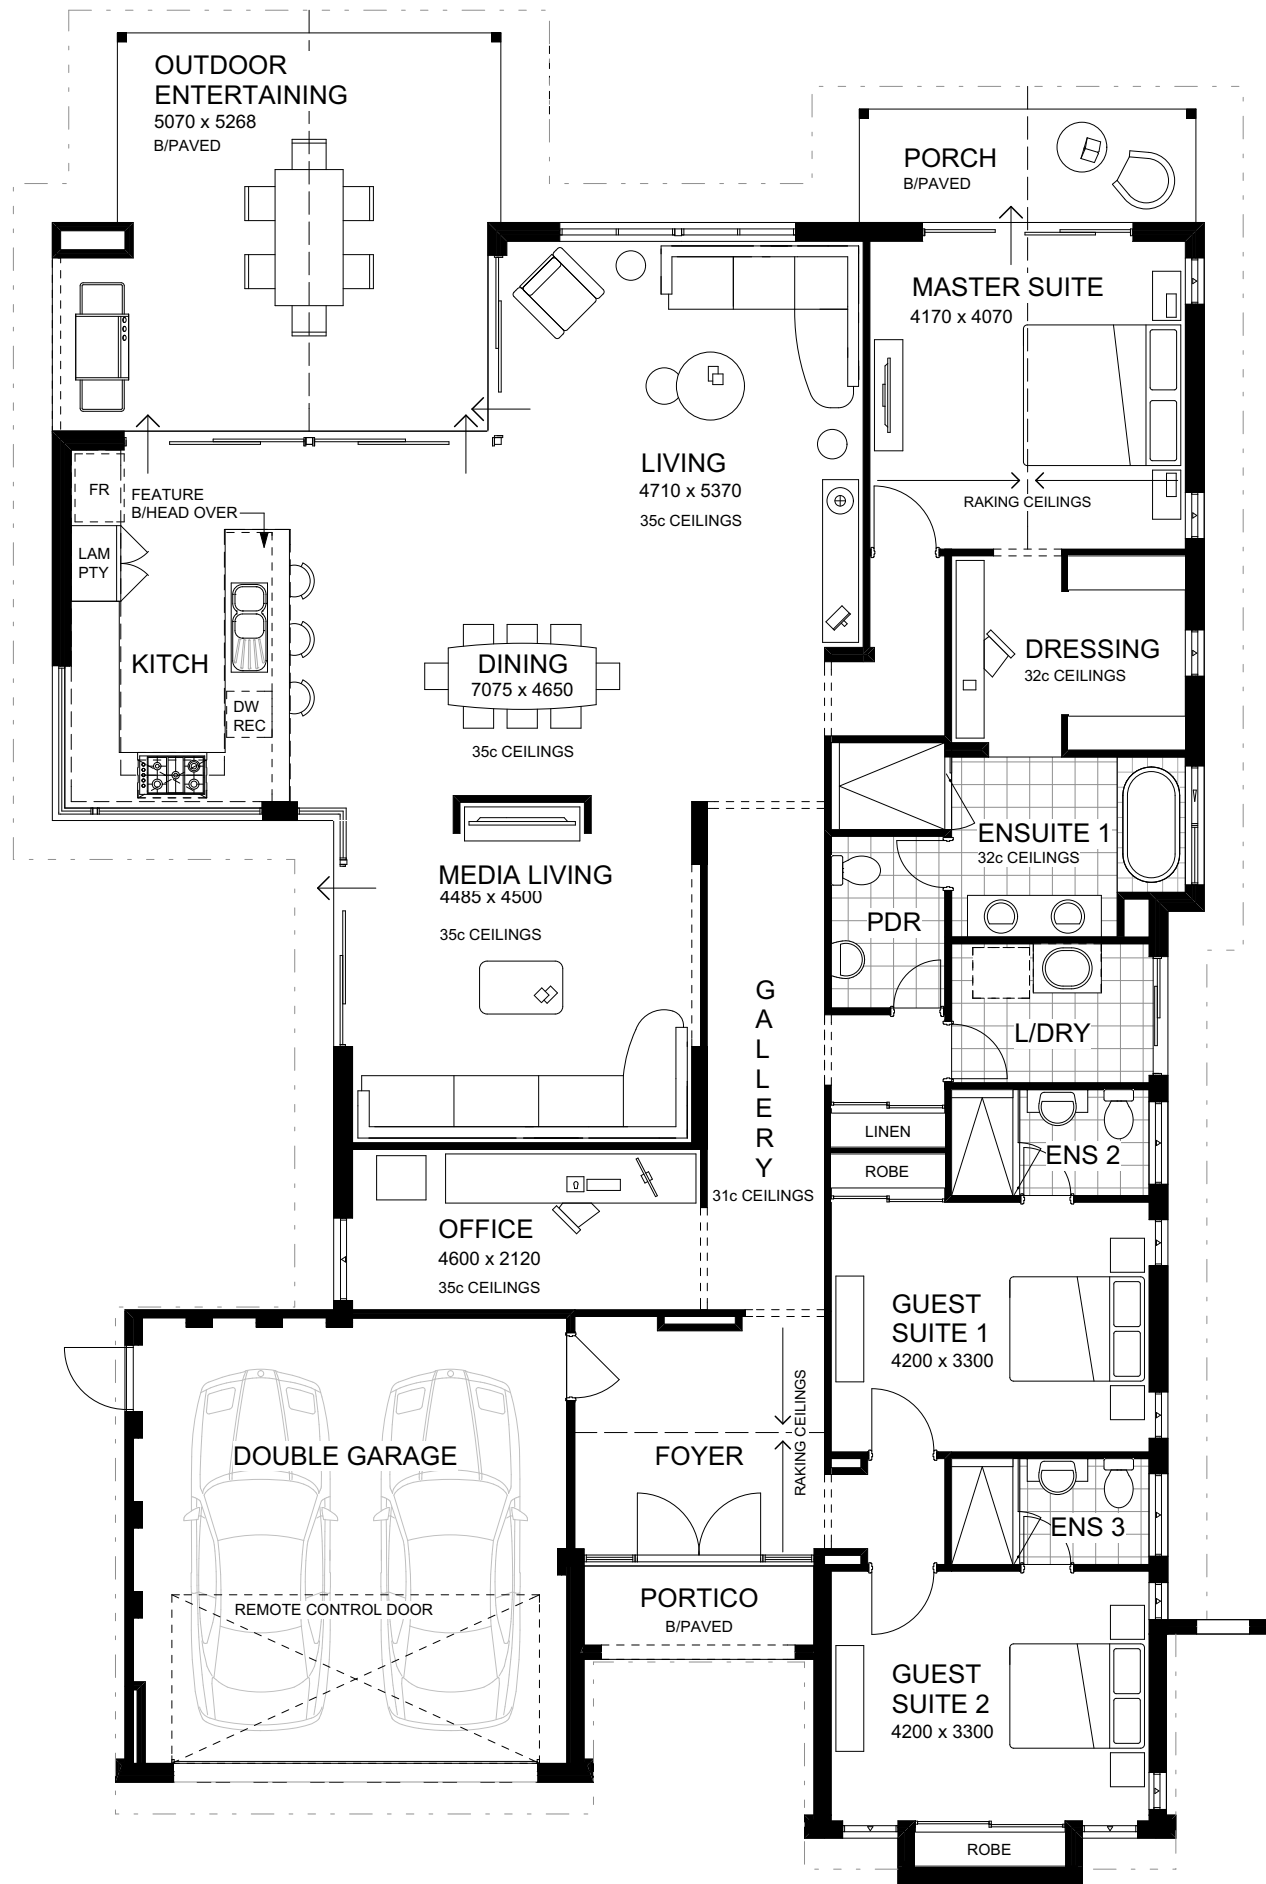 OUTDOOR
ENTERTAINING
5070 x 5268
B/PAVED
PORCH
B/PAVED
MASTER SUITE
4170 x 4070
RAKING CEILINGS
LIVING
4710 x 5370
35c CEILINGS
FR
FEATURE
B/HEAD OVER
LAM
PTY
KITCH
DW
REC
DINING
7075 x 4650
35c CEILINGS
DRESSING
32c CEILINGS
ENSUITE 1
32c CEILINGS
MEDIA LIVING
4485 x 4500
35c CEILINGS
PDR
GALLERY
31c CEILINGS
L/DRY
LINEN
ROBE
ENS 2
OFFICE
4600 x 2120
35c CEILINGS
GUEST
SUITE 1
4200 x 3300
DOUBLE GARAGE
REMOTE CONTROL DOOR
FOYER
RAKING CEILINGS
ENS 3
PORTICO
B/PAVED
GUEST
SUITE 2
4200 x 3300
ROBE